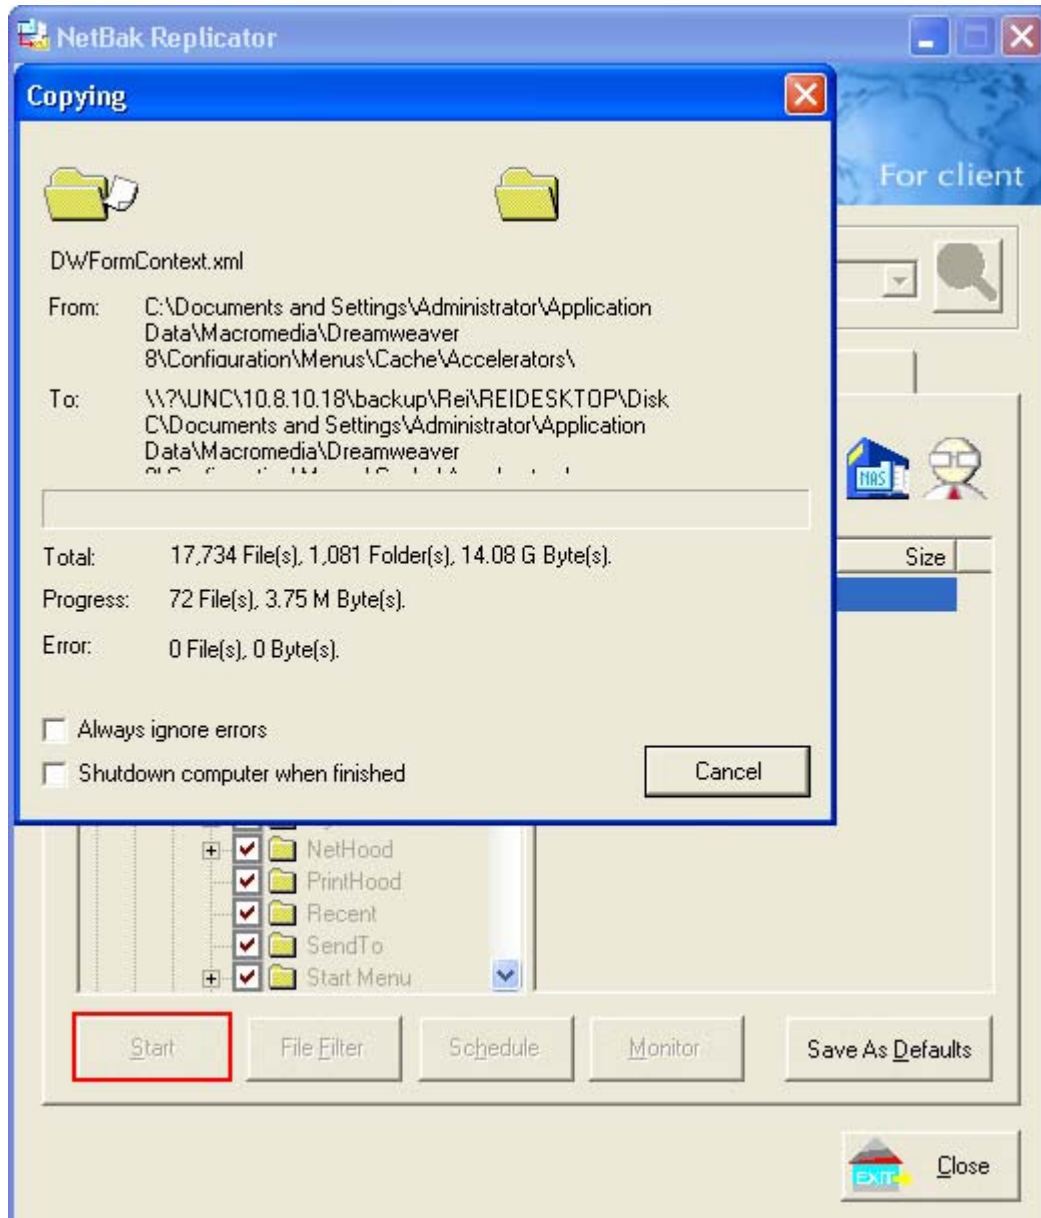 NetBak Replicator
Copying
For client
DWFormContext.xml
From: C:\Documents and Settings\Administrator\Application
Data\Macromedia\Dreamweaver
8\Configuration\Menus\Cache\Accelerators\
To: \\?\UNC\10.8.10.18\backup\Rei\REIDESKTOP\Disk
C\Documents and Settings\Administrator\Application
Data\Macromedia\Dreamweaver
NAS
Total: 17,734 File(s), 1,081 Folder(s), 14.08 G Byte(s).
Size
Progress: 72 File(s), 3.75 M Byte(s).
Error: 0 File(s), 0 Byte(s).
Always ignore errors
Shutdown computer when finished
Cancel
NetHood
PrintHood
Recent
SendTo
Start Menu
Start
File Filter
Schedule
Monitor
Save As Defaults
EXIT
Close